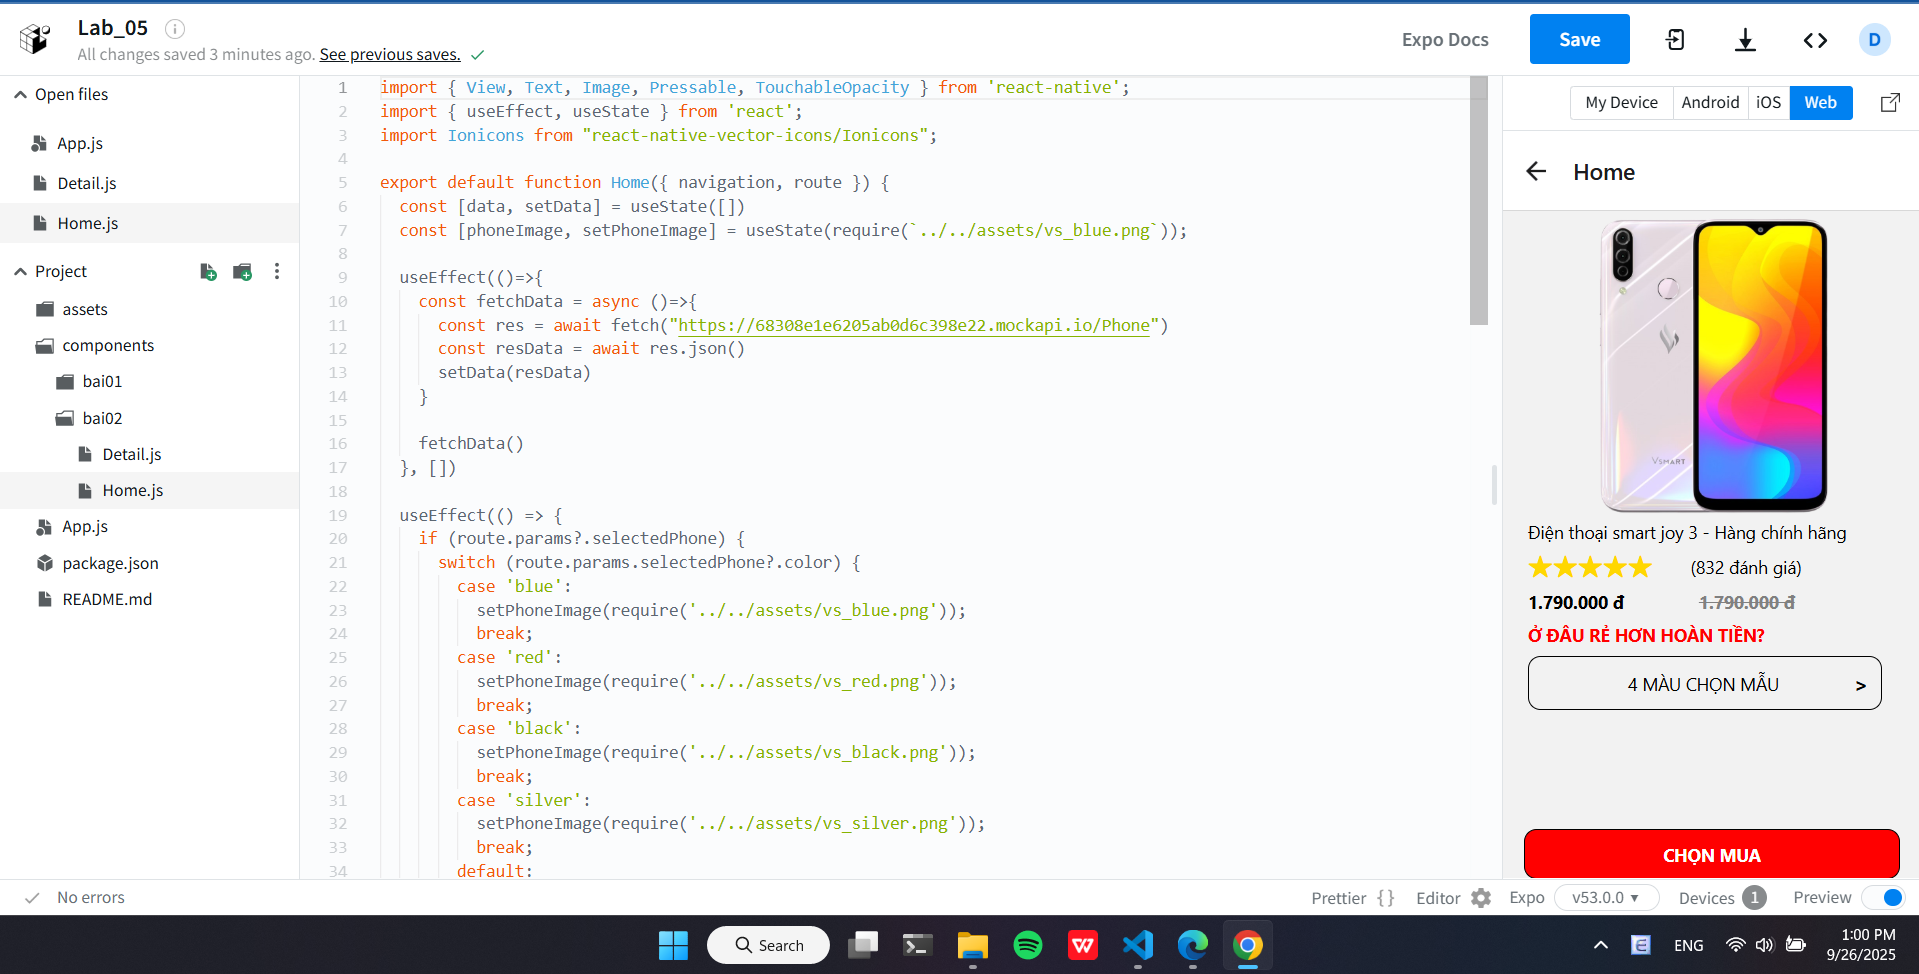 Lab_05
All changes saved 3 minutes ago. See previous saves.
Expo Docs
Save
D
Open files
App.js
Detail.js
Home.js
Project
assets
components
bai01
bai02
Detail.js
Home.js
App.js
package.json
README.md
1 import { View, Text, Image, Pressable, TouchableOpacity } from 'react-native';
2 import { useEffect, useState } from 'react';
3 import Ionicons from "react-native-vector-icons/Ionicons";
4
5 export default function Home({ navigation, route }) {
6 const [data, setData] = useState([])
7 const [phoneImage, setPhoneImage] = useState(require(`../../assets/vs_blue.png`));
8
9 useEffect(()=>{
10 const fetchData = async ()=>{
11 const res = await fetch("https://68308e1e6205ab0d6c398e22.mockapi.io/Phone")
12 const resData = await res.json()
13 setData(resData)
14 }
15
16 fetchData()
17 }, [])
18
19 useEffect(() => {
20 if (route.params?.selectedPhone) {
21 switch (route.params.selectedPhone?.color) {
22 case 'blue':
23 setPhoneImage(require('../../assets/vs_blue.png'));
24 break;
25 case 'red':
26 setPhoneImage(require('../../assets/vs_red.png'));
27 break;
28 case 'black':
29 setPhoneImage(require('../../assets/vs_black.png'));
30 break;
31 case 'silver':
32 setPhoneImage(require('../../assets/vs_silver.png'));
33 break;
34 default:
My Device
Android
iOS
Web
Home
VSMART
Điện thoại smart joy 3 - Hàng chính hãng
(832 đánh giá)
1.790.000 đ
1.790.000 đ
Ở ĐÂU RẺ HƠN HOÀN TIỀN?
4 MÀU CHỌN MẪU >
CHỌN MUA
No errors
Prettier { }
Editor
Expo
v53.0.0
Devices 1
Preview
Search
ENG
1:00 PM
9/26/2025